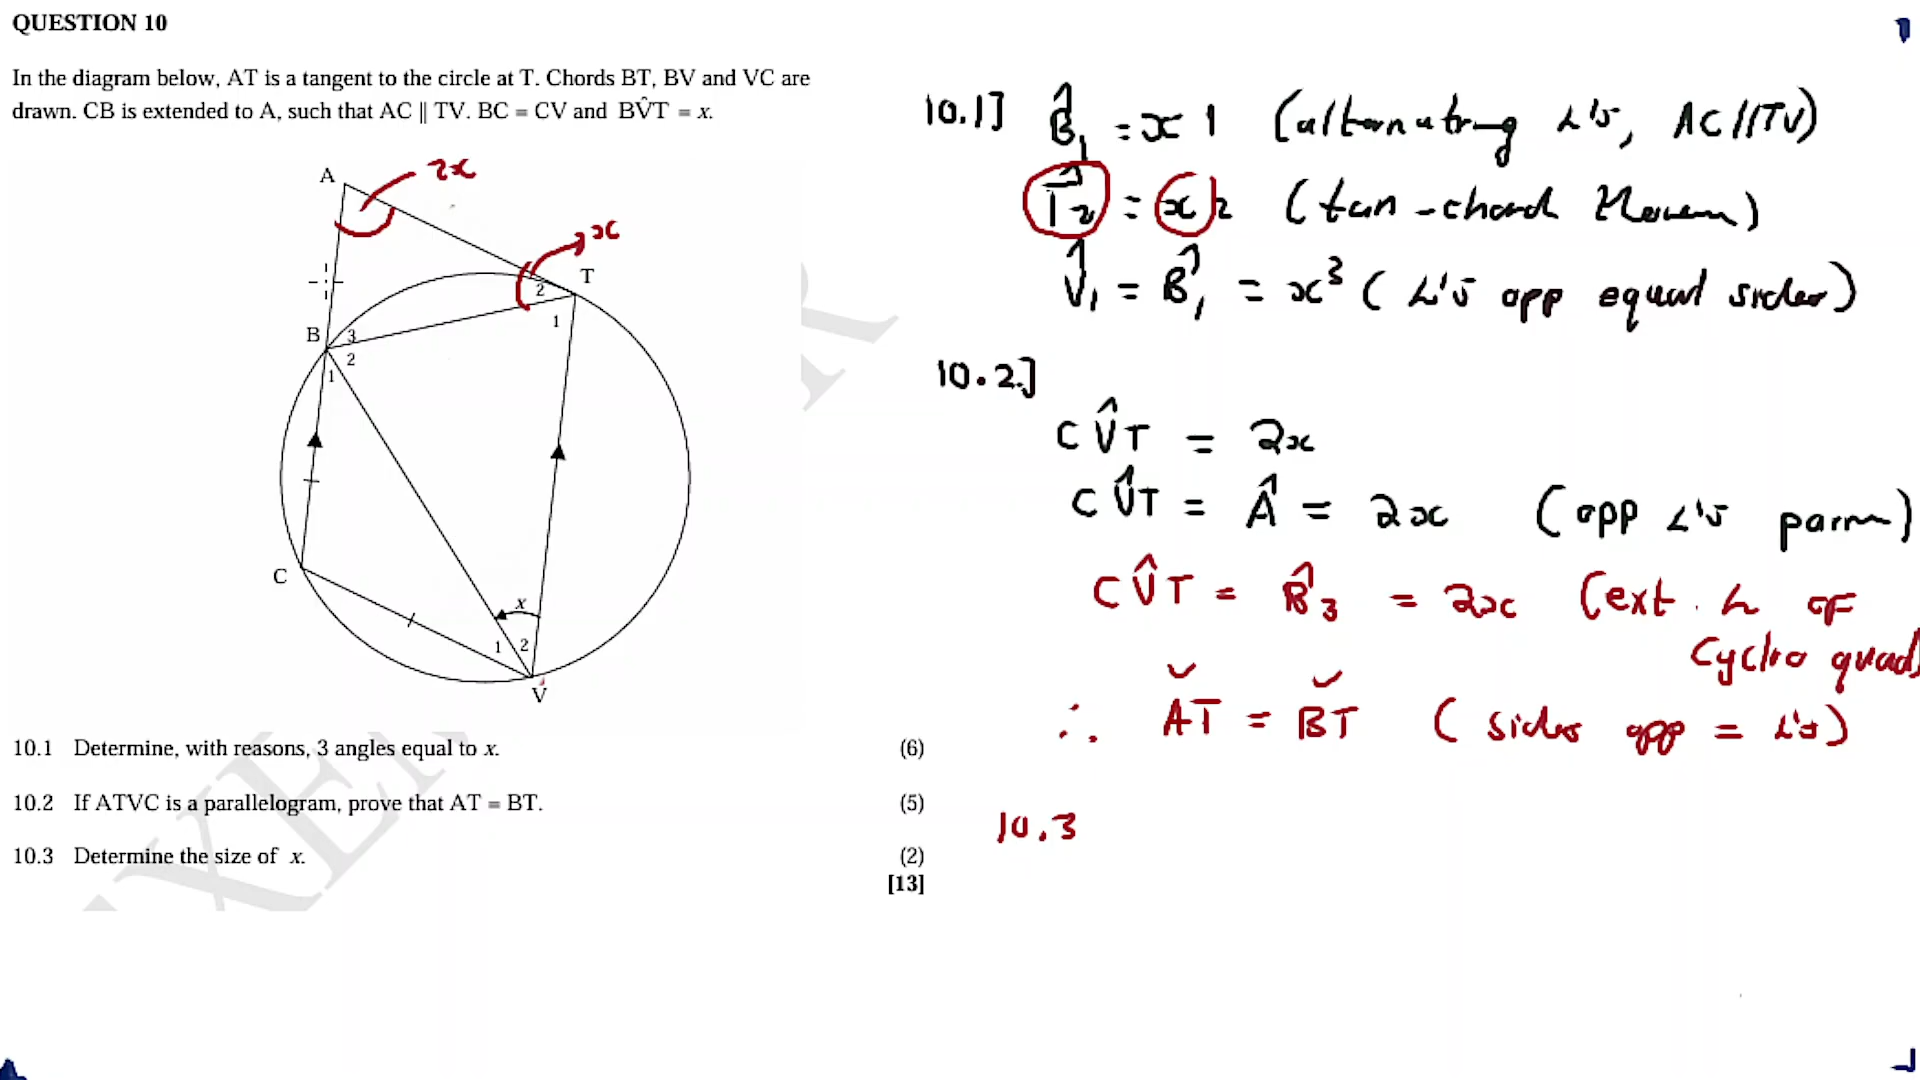 QUESTION 10
In the diagram below, AT is a tangent to the circle at T. Chords BT, BV and VC are
drawn. CB is extended to A, such that AC || TV. BC = CV and BV̂T = x.
A
2x
x
T
2
1
B
3
2
1
C
x
1
2
V
10.1 Determine, with reasons, 3 angles equal to x. (6)
10.2 If ATVC is a parallelogram, prove that AT = BT. (5)
10.3 Determine the size of x. (2)
[13]
10.1] B̂₁ = x 1 (alternating ∠'s, AC//TV)
T̂₂ = x 2 (tan-chord theorem)
V̂₁ = B̂₁ = x 3 (∠'s opp equal sides)
10.2]
CV̂T = 2x
CV̂T = Â = 2x (opp ∠'s parm)
CV̂T = B̂₃ = 2x (ext. ∠ of
cyclic quad)
∴ AT = BT (sides opp = ∠'s)
10.3